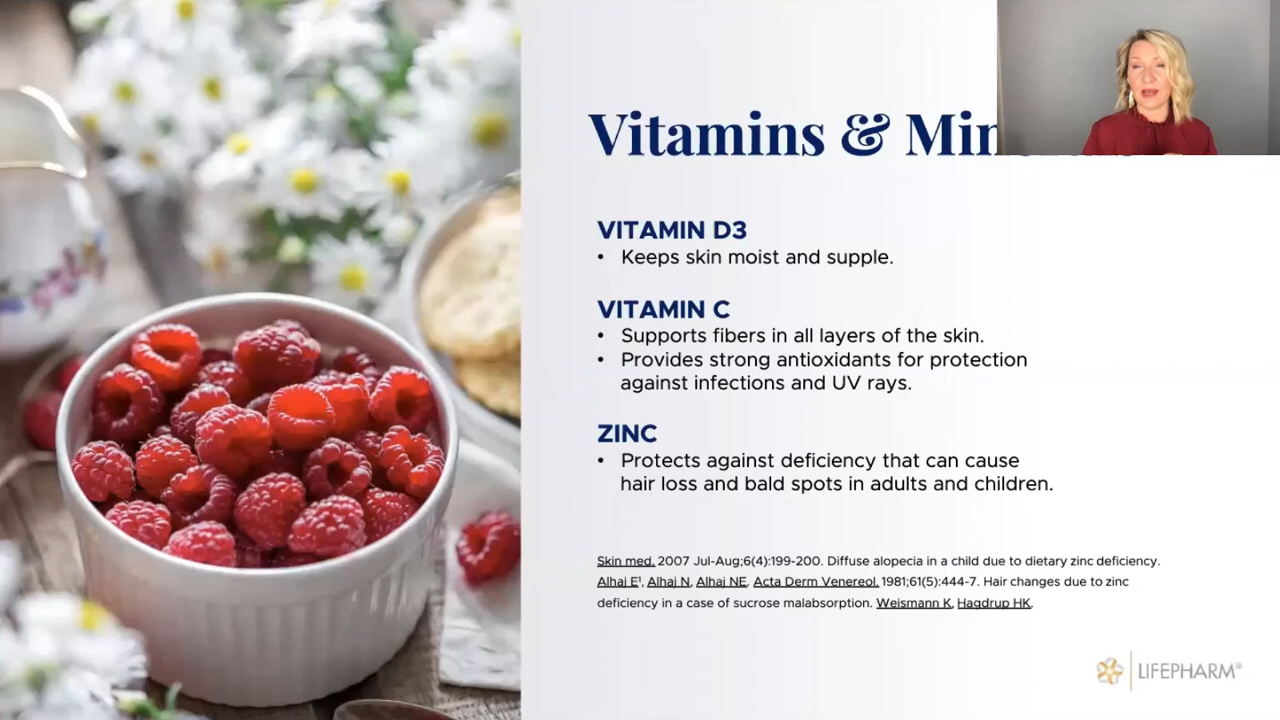 Vitamins & Min
VITAMIN D3
• Keeps skin moist and supple.
VITAMIN C
• Supports fibers in all layers of the skin.
• Provides strong antioxidants for protection
against infections and UV rays.
ZINC
• Protects against deficiency that can cause
hair loss and bald spots in adults and children.
Skin med. 2007 Jul-Aug;6(4):199-200. Diffuse alopecia in a child due to dietary zinc deficiency.
Alhaj E¹, Alhaj N, Alhaj NE. Acta Derm Venereol. 1981;61(5):444-7. Hair changes due to zinc
deficiency in a case of sucrose malabsorption. Weismann K, Hagdrup HK.
LIFEPHARM®